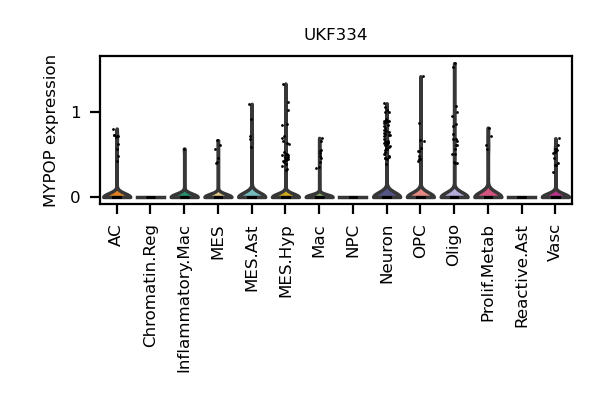 UKF334
MYPOP expression
1
0
AC
Chromatin.Reg
Inflammatory.Mac
MES
MES.Ast
MES.Hyp
Mac
NPC
Neuron
OPC
Oligo
Prolif.Metab
Reactive.Ast
Vasc